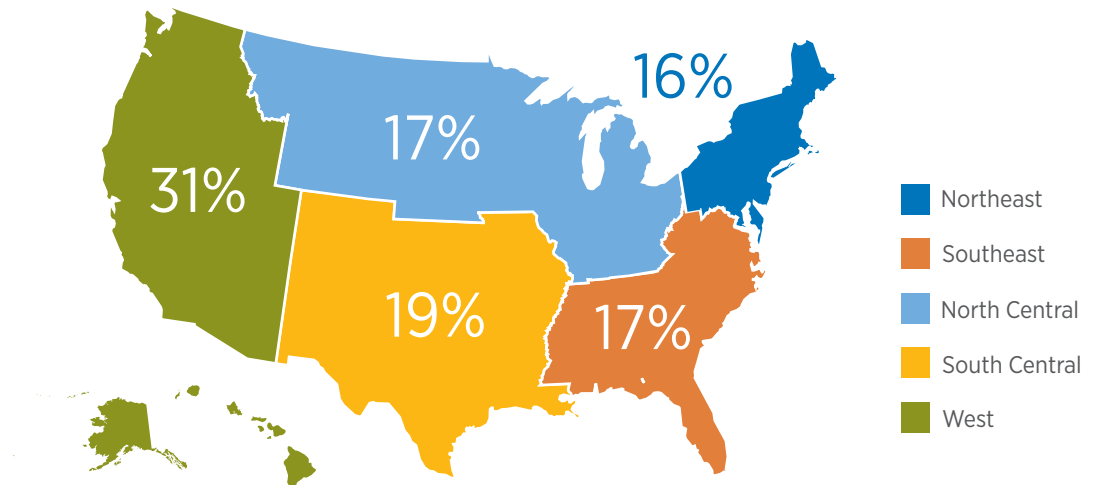 16%
17%
31%
19%
17%
Northeast
Southeast
North Central
South Central
West